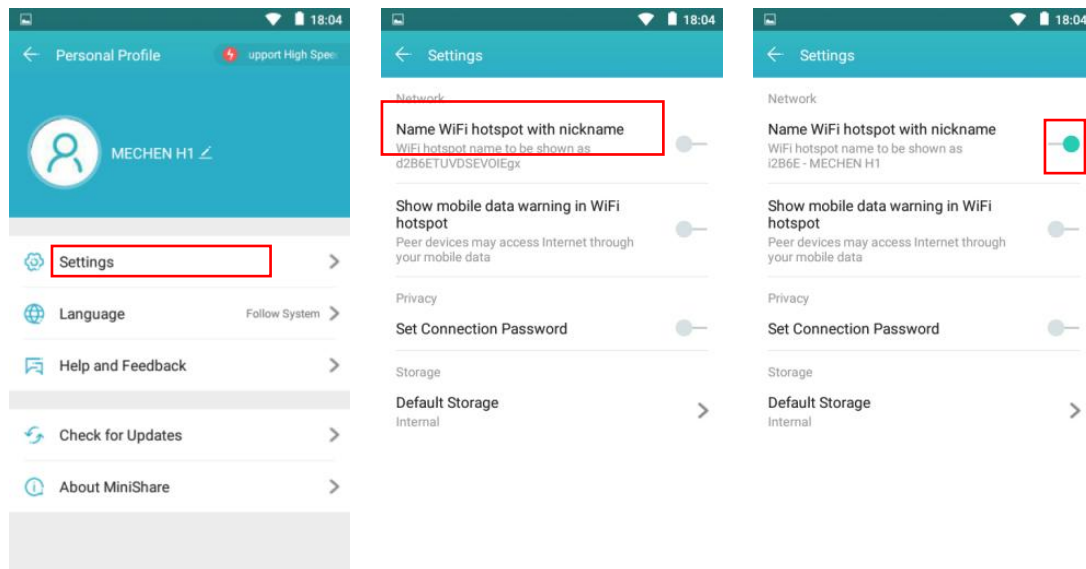 18:04
Personal Profile
upport High Spee
MECHEN H1
Settings
Language
Follow System
Help and Feedback
Check for Updates
About MiniShare
18:04
Settings
Network
Name WiFi hotspot with nickname
WiFi hotspot name to be shown as
d2B6ETUVDSEVOIEgx
Show mobile data warning in WiFi
hotspot
Peer devices may access Internet through
your mobile data
Privacy
Set Connection Password
Storage
Default Storage
Internal
18:04
Settings
Network
Name WiFi hotspot with nickname
WiFi hotspot name to be shown as
i2B6E - MECHEN H1
Show mobile data warning in WiFi
hotspot
Peer devices may access Internet through
your mobile data
Privacy
Set Connection Password
Storage
Default Storage
Internal